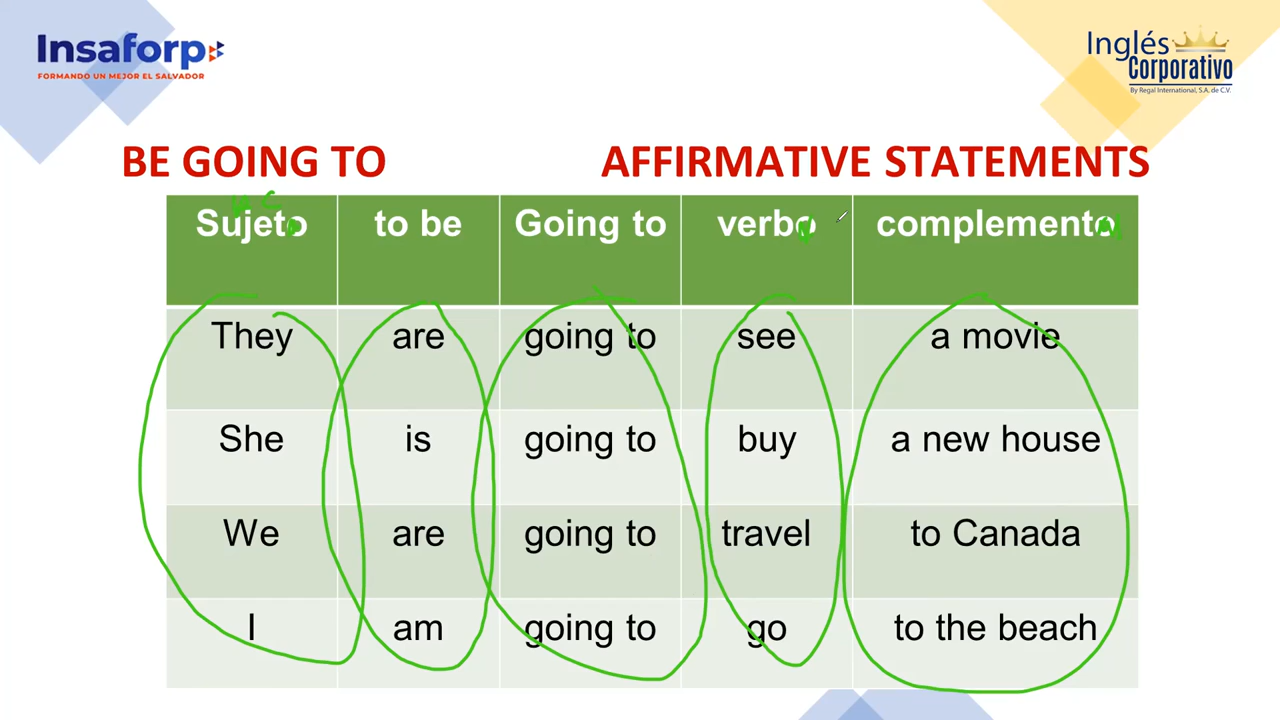 Insaforp
FORMANDO UN MEJOR EL SALVADOR
Inglés
Corporativo
By Regal International, S.A. de C.V.
BE GOING TO
AFFIRMATIVE STATEMENTS
Sujeto to be Going to verbo complemento
They are going to see a movie
She is going to buy a new house
We are going to travel to Canada
I am going to go to the beach